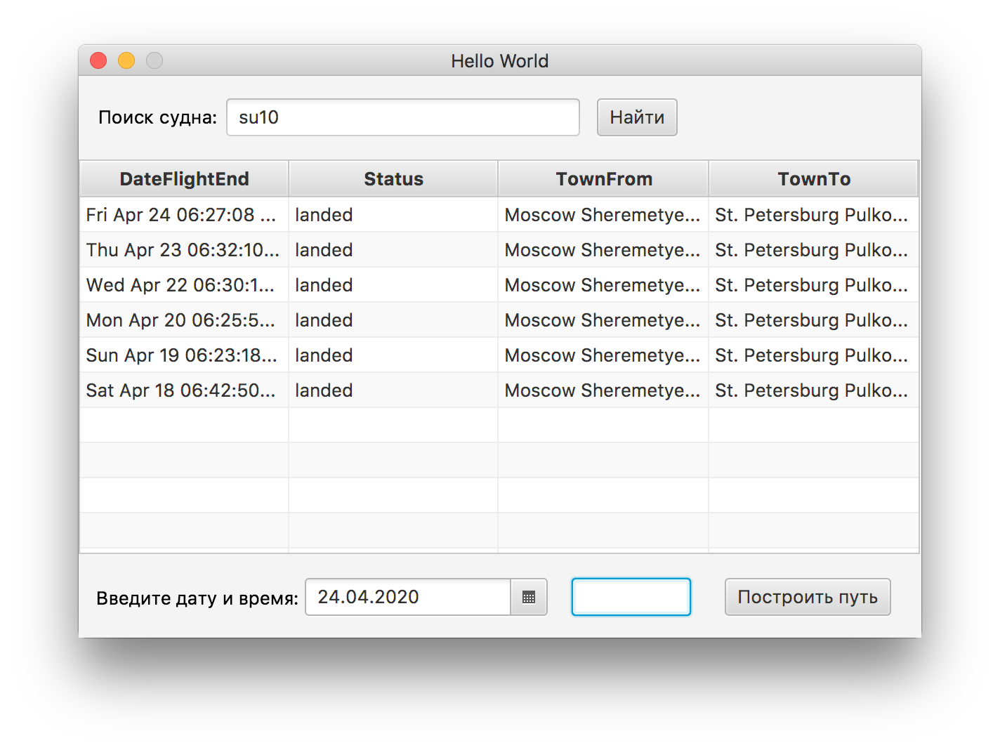 Hello World
Поиск судна: su10 Найти
DateFlightEnd Status TownFrom TownTo
Fri Apr 24 06:27:08 ... landed Moscow Sheremetye... St. Petersburg Pulko...
Thu Apr 23 06:32:10... landed Moscow Sheremetye... St. Petersburg Pulko...
Wed Apr 22 06:30:1... landed Moscow Sheremetye... St. Petersburg Pulko...
Mon Apr 20 06:25:5... landed Moscow Sheremetye... St. Petersburg Pulko...
Sun Apr 19 06:23:18... landed Moscow Sheremetye... St. Petersburg Pulko...
Sat Apr 18 06:42:50... landed Moscow Sheremetye... St. Petersburg Pulko...
Введите дату и время: 24.04.2020 Построить путь